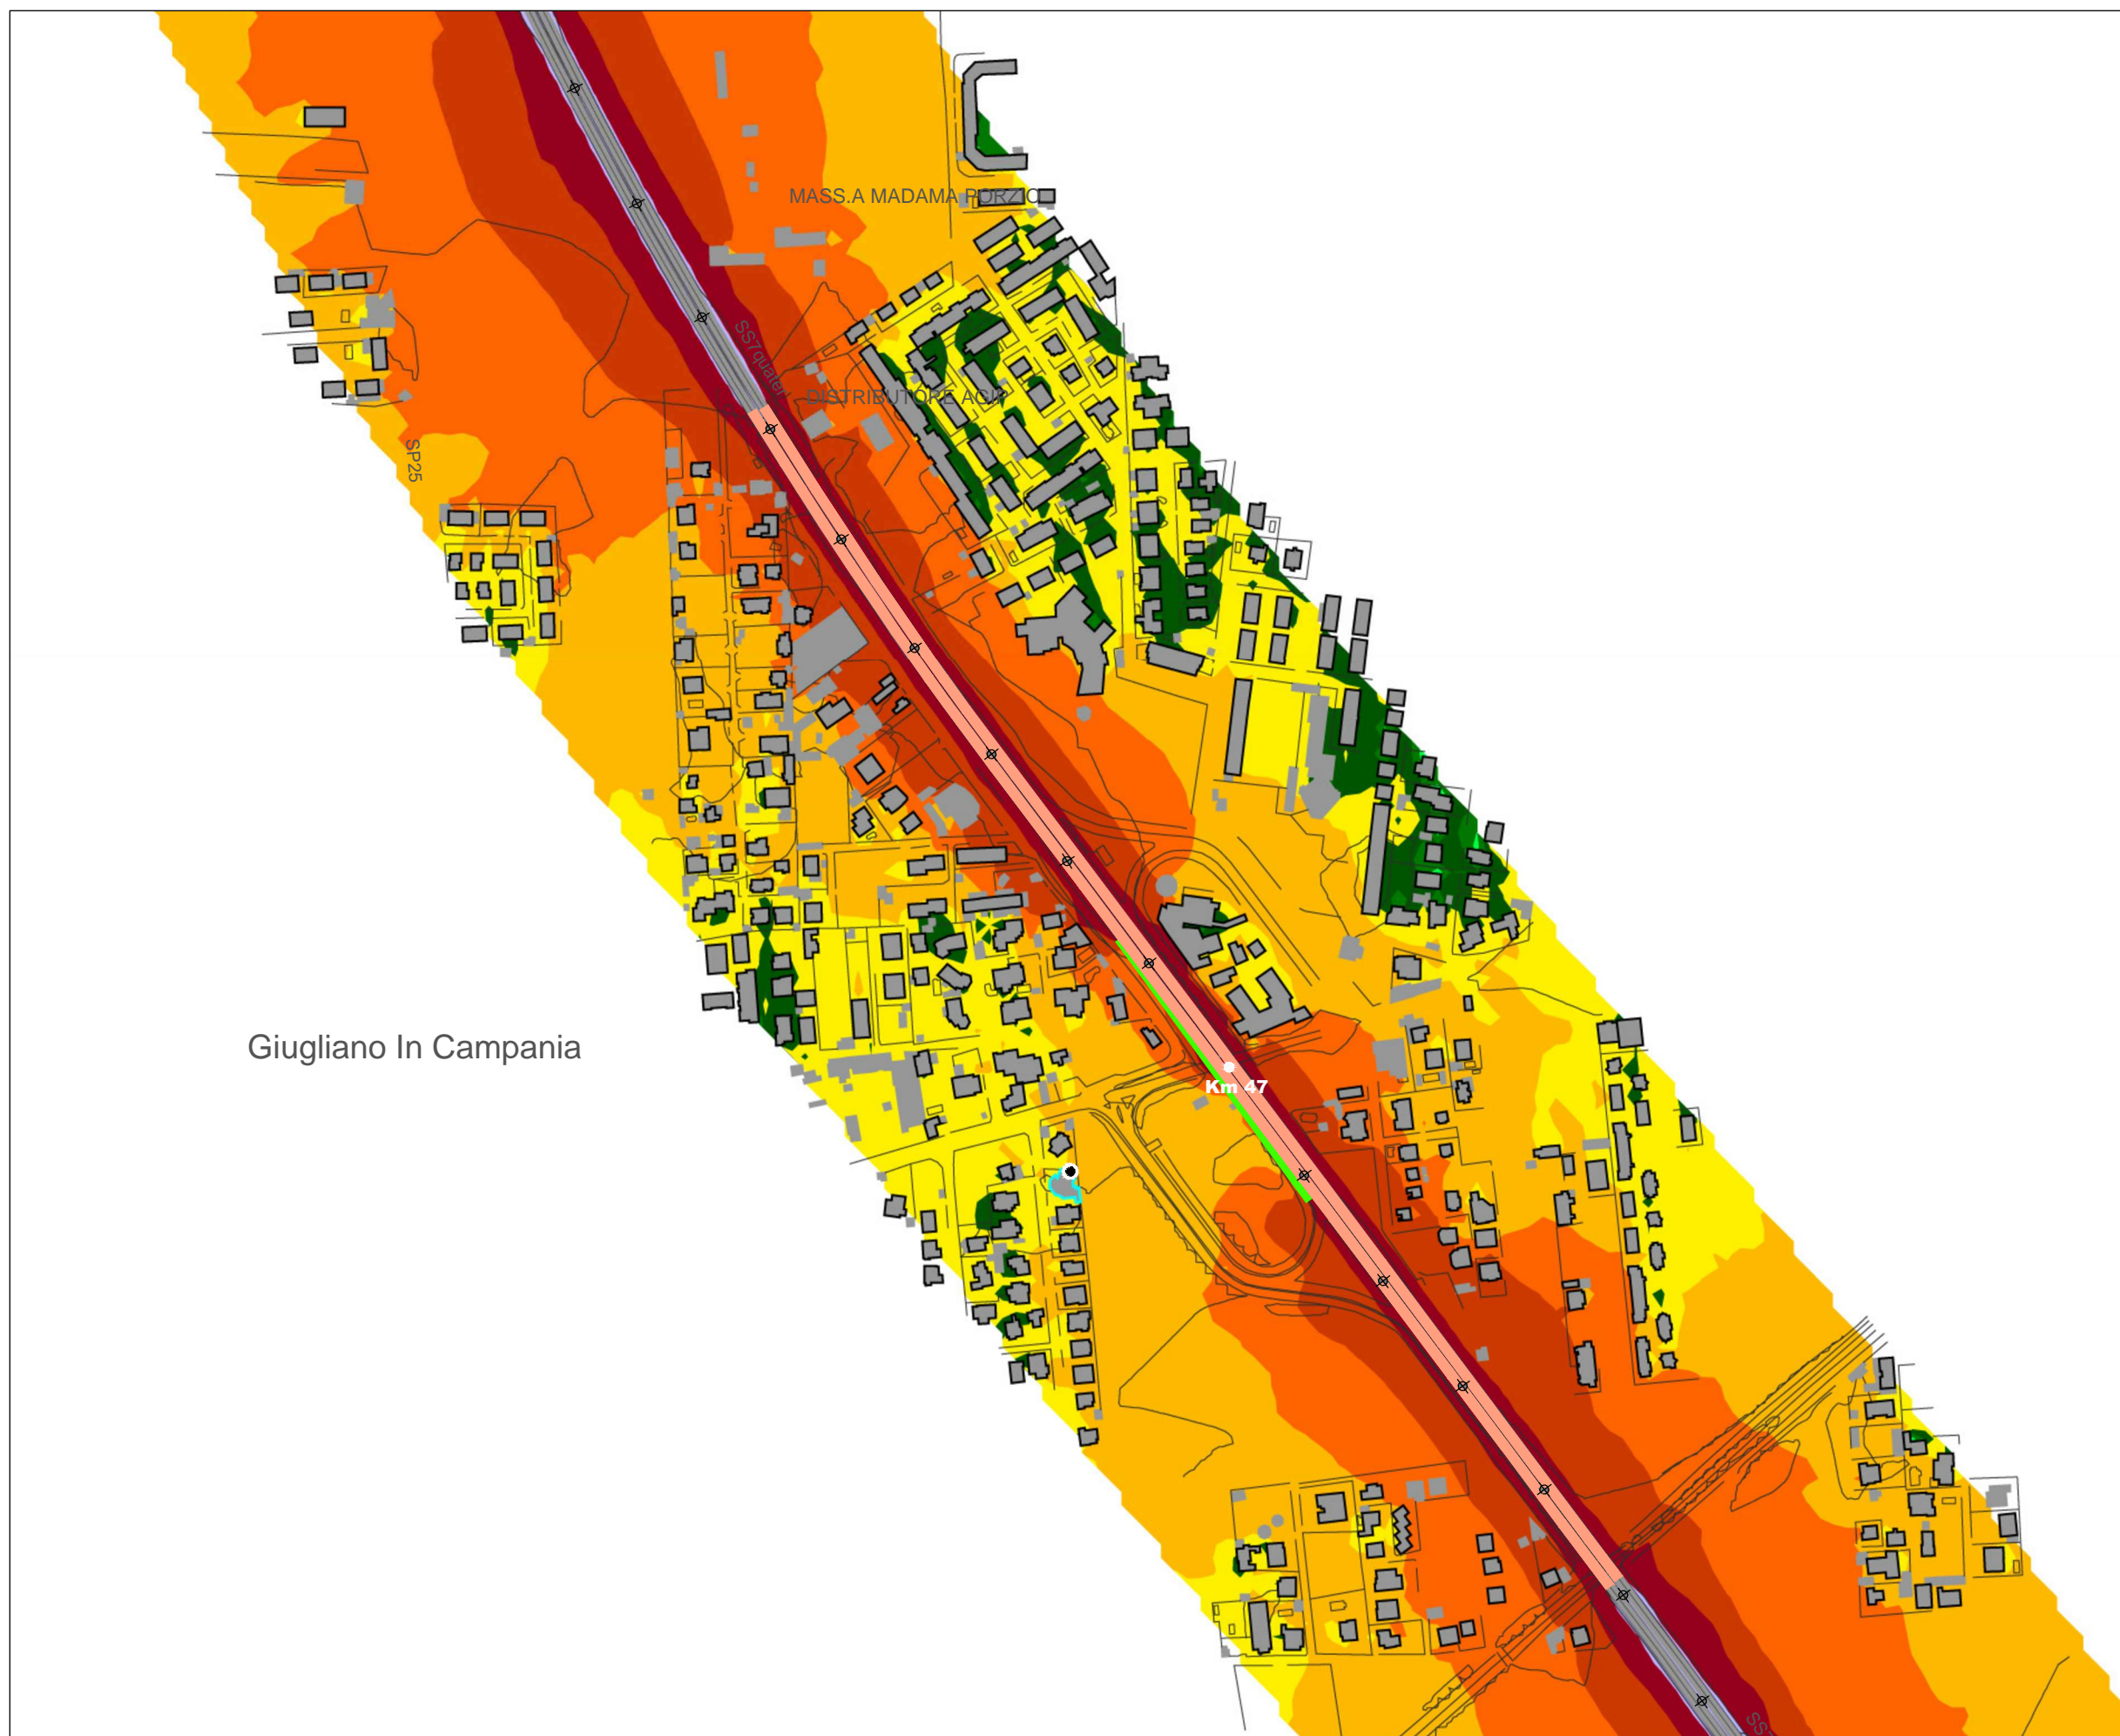 MASS.A MADAMA PORZIO
SS7quater
DISTRIBUTORE AGIP
SP25
Giugliano In Campania
Km 47